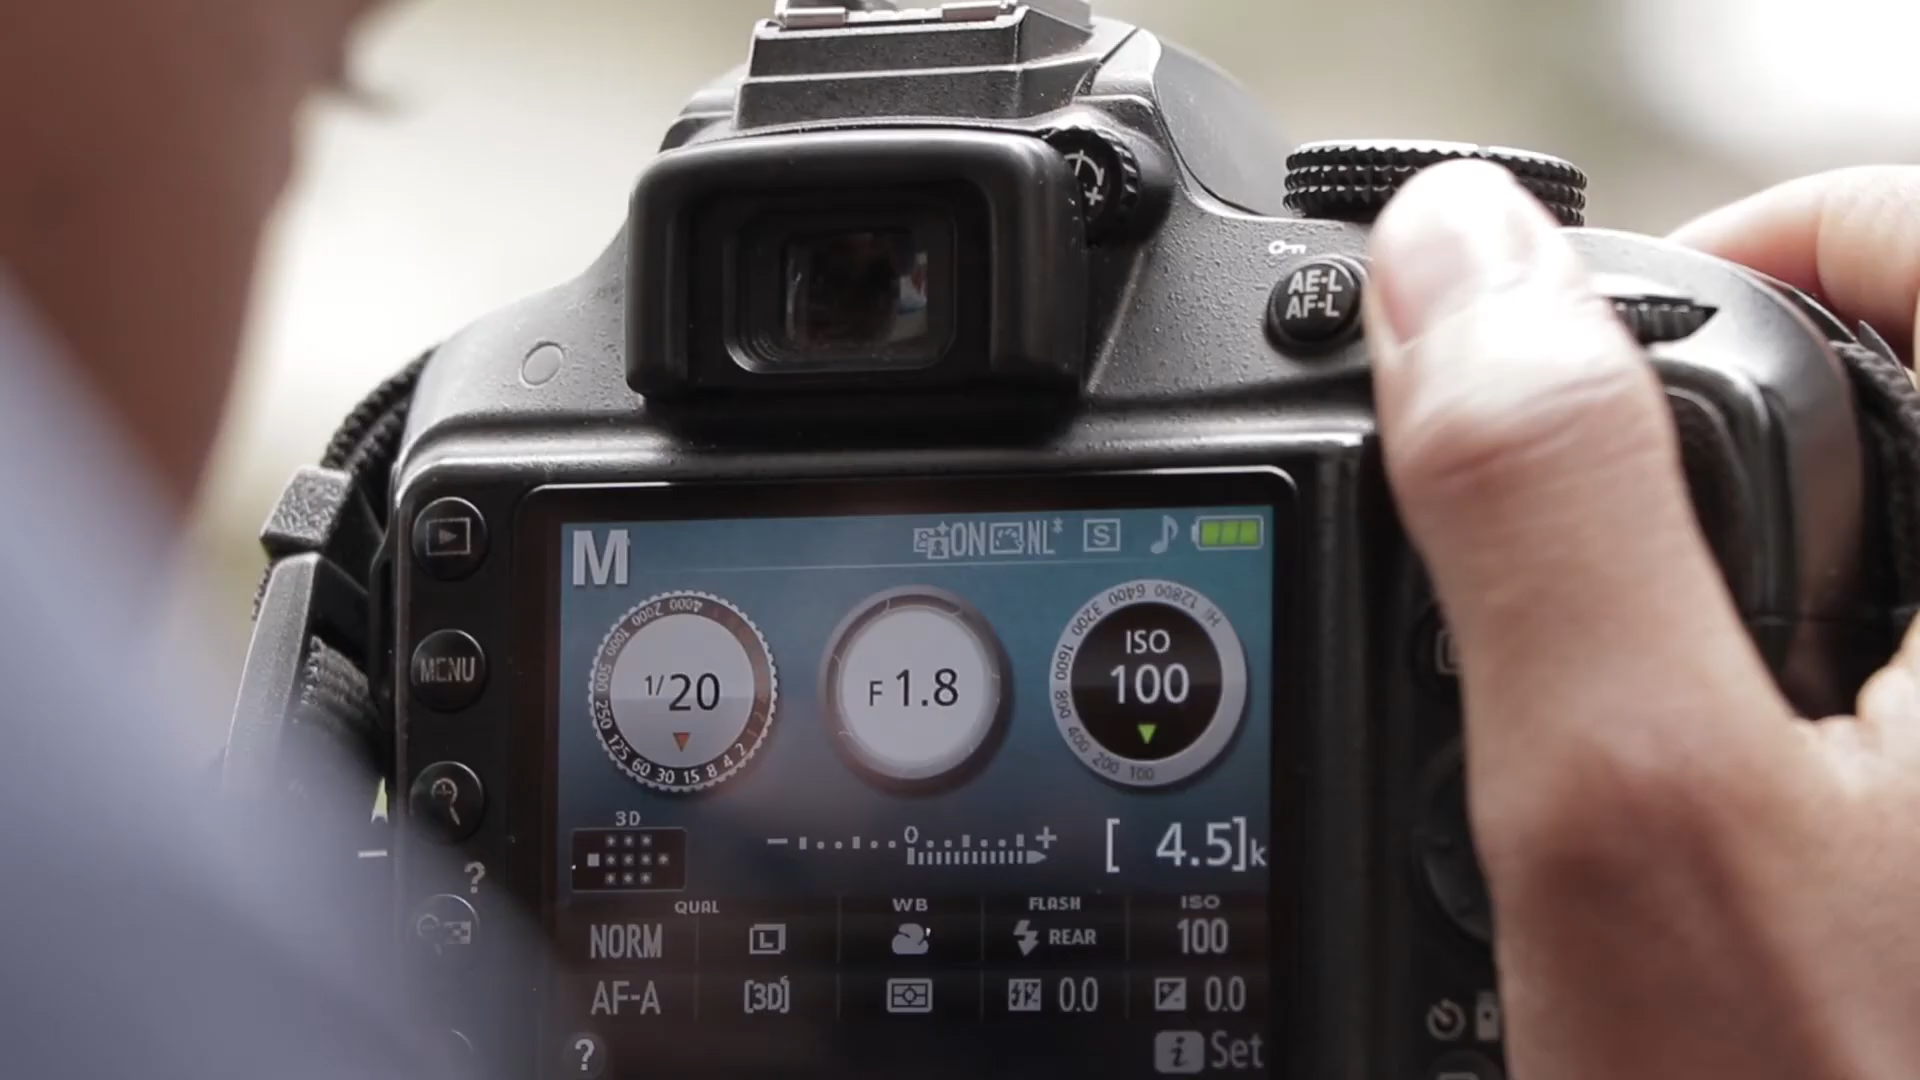 AE-L
AF-L
M
ON NL
S
MENU
4000 2000 1000 500 250 125 60 30 15 8 4 2
1/20
F 1.8
Hi 12800 6400 3200 1600 800 400 200 100
ISO
100
3D
- 0 +
[ 4.5]k
?
QUAL WB FLASH ISO
NORM L REAR 100
AF-A [3D] 0.0 0.0
? i Set